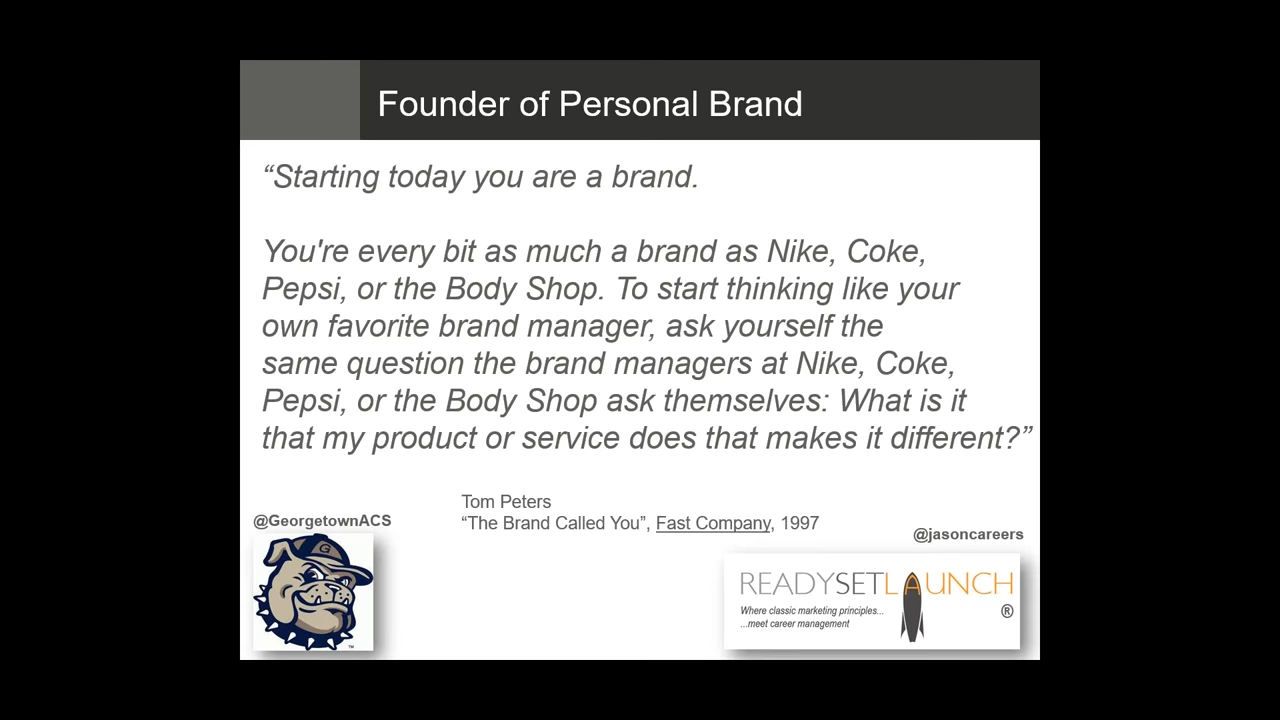 Founder of Personal Brand
“Starting today you are a brand.
You're every bit as much a brand as Nike, Coke,
Pepsi, or the Body Shop. To start thinking like your
own favorite brand manager, ask yourself the
same question the brand managers at Nike, Coke,
Pepsi, or the Body Shop ask themselves: What is it
that my product or service does that makes it different?”
Tom Peters
“The Brand Called You”, Fast Company, 1997
@GeorgetownACS
G
TM
@jasoncareers
READYSETLAUNCH
®
Where classic marketing principles...
...meet career management